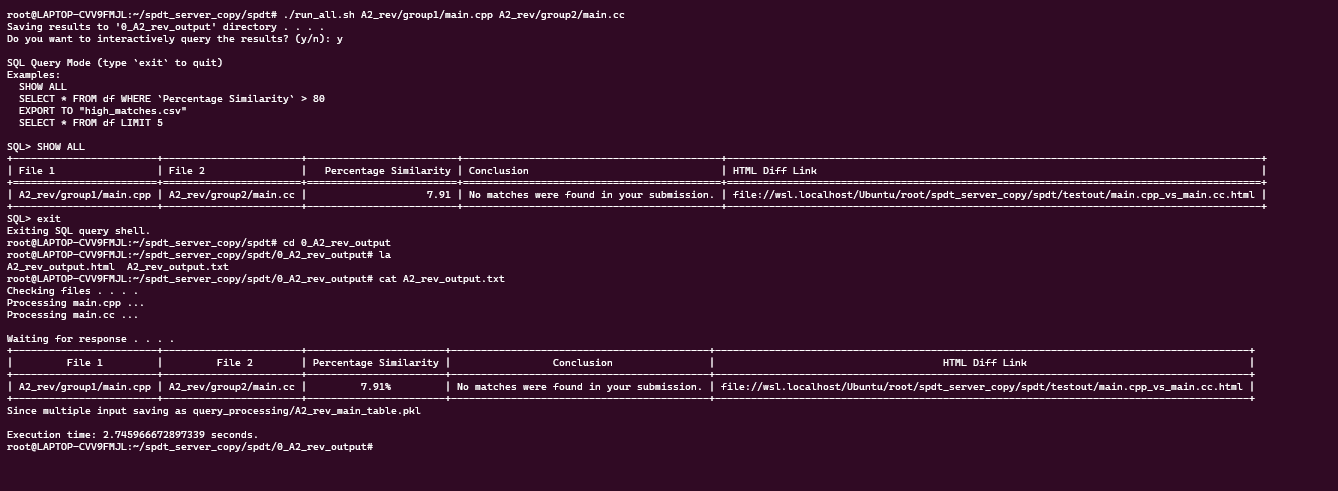 root@LAPTOP-CVV9FMJL:~/spdt_server_copy/spdt# ./run_all.sh A2_rev/group1/main.cpp A2_rev/group2/main.cc
Saving results to '0_A2_rev_output' directory . . . .
Do you want to interactively query the results? (y/n): y
SQL Query Mode (type `exit` to quit)
Examples:
  SHOW ALL
  SELECT * FROM df WHERE `Percentage Similarity` > 80
  EXPORT TO "high_matches.csv"
  SELECT * FROM df LIMIT 5
SQL> SHOW ALL
| File 1 | File 2 | Percentage Similarity | Conclusion | HTML Diff Link |
| A2_rev/group1/main.cpp | A2_rev/group2/main.cc | 7.91 | No matches were found in your submission. | file://wsl.localhost/Ubuntu/root/spdt_server_copy/spdt/testout/main.cpp_vs_main.cc.html |
SQL> exit
Exiting SQL query shell.
root@LAPTOP-CVV9FMJL:~/spdt_server_copy/spdt# cd 0_A2_rev_output
root@LAPTOP-CVV9FMJL:~/spdt_server_copy/spdt/0_A2_rev_output# la
A2_rev_output.html  A2_rev_output.txt
root@LAPTOP-CVV9FMJL:~/spdt_server_copy/spdt/0_A2_rev_output# cat A2_rev_output.txt
Checking files . . . .
Processing main.cpp ...
Processing main.cc ...
Waiting for response . . . .
| File 1 | File 2 | Percentage Similarity | Conclusion | HTML Diff Link |
| A2_rev/group1/main.cpp | A2_rev/group2/main.cc | 7.91% | No matches were found in your submission. | file://wsl.localhost/Ubuntu/root/spdt_server_copy/spdt/testout/main.cpp_vs_main.cc.html |
Since multiple input saving as query_processing/A2_rev_main_table.pkl
Execution time: 2.745966672897339 seconds.
root@LAPTOP-CVV9FMJL:~/spdt_server_copy/spdt/0_A2_rev_output#